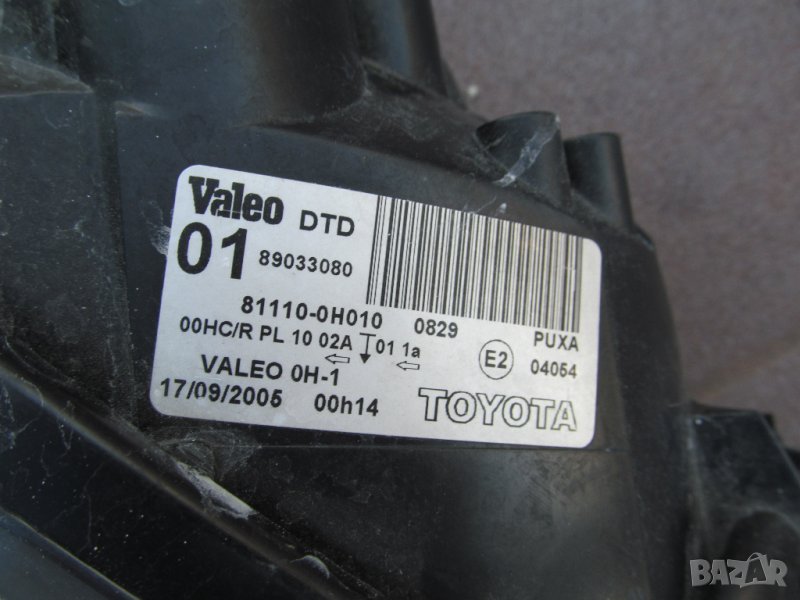 Valeo DTD
01 89033080
81110-0H010 0829 PUXA
00HC/R PL 10 02A 01 1a E2 04054
VALEO 0H-1
17/09/2005 00h14 TOYOTA
BAZAR